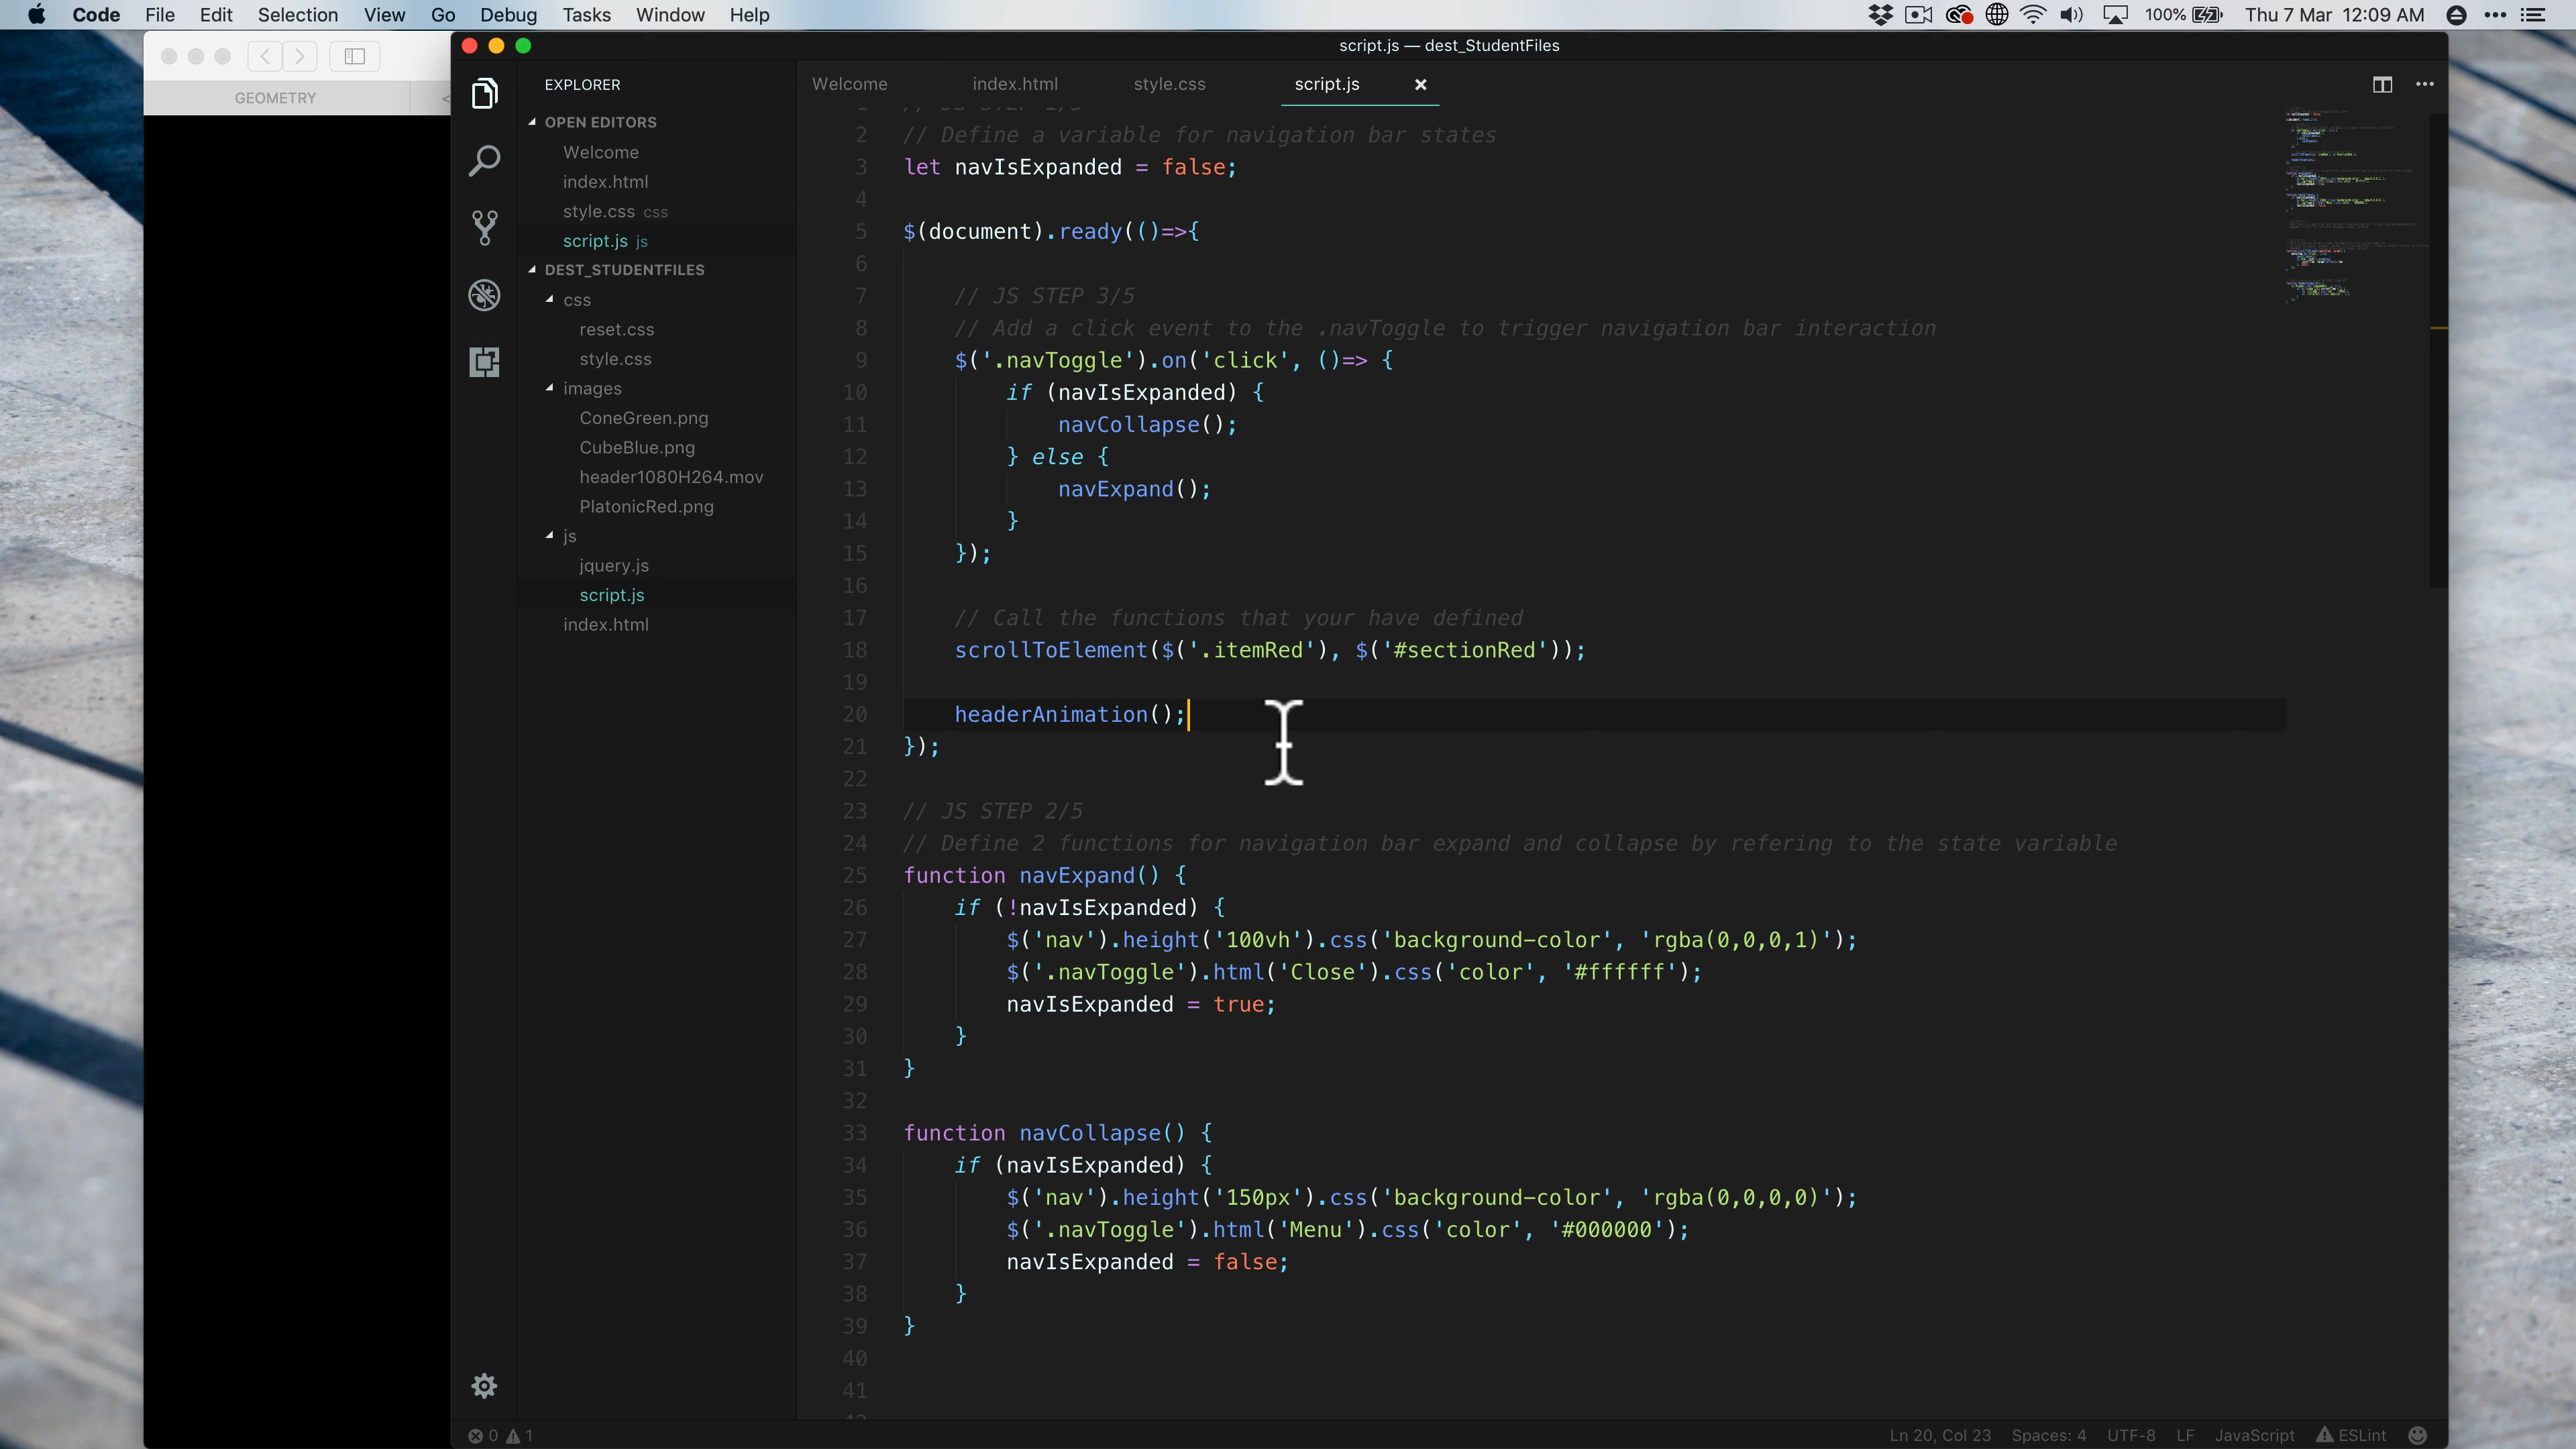 Code File Edit Selection View Go Debug Tasks Window Help 100% Thu 7 Mar 12:09 AM
script.js — dest_StudentFiles
GEOMETRY
EXPLORER
OPEN EDITORS
Welcome
index.html
style.css css
script.js js
DEST_STUDENTFILES
css
reset.css
style.css
images
ConeGreen.png
CubeBlue.png
header1080H264.mov
PlatonicRed.png
js
jquery.js
script.js
index.html
Welcome index.html style.css script.js
1 // JS STEP 1/5
2 // Define a variable for navigation bar states
3 let navIsExpanded = false;
4
5 $(document).ready(()=>{
6
7 // JS STEP 3/5
8 // Add a click event to the .navToggle to trigger navigation bar interaction
9 $('.navToggle').on('click', ()=> {
10 if (navIsExpanded) {
11 navCollapse();
12 } else {
13 navExpand();
14 }
15 });
16
17 // Call the functions that your have defined
18 scrollToElement($('.itemRed'), $('#sectionRed'));
19
20 headerAnimation();
21 });
22
23 // JS STEP 2/5
24 // Define 2 functions for navigation bar expand and collapse by refering to the state variable
25 function navExpand() {
26 if (!navIsExpanded) {
27 $('nav').height('100vh').css('background-color', 'rgba(0,0,0,1)');
28 $('.navToggle').html('Close').css('color', '#ffffff');
29 navIsExpanded = true;
30 }
31 }
32
33 function navCollapse() {
34 if (navIsExpanded) {
35 $('nav').height('150px').css('background-color', 'rgba(0,0,0,0)');
36 $('.navToggle').html('Menu').css('color', '#000000');
37 navIsExpanded = false;
38 }
39 }
40
41
0 1 Ln 20, Col 23 Spaces: 4 UTF-8 LF JavaScript ESLint